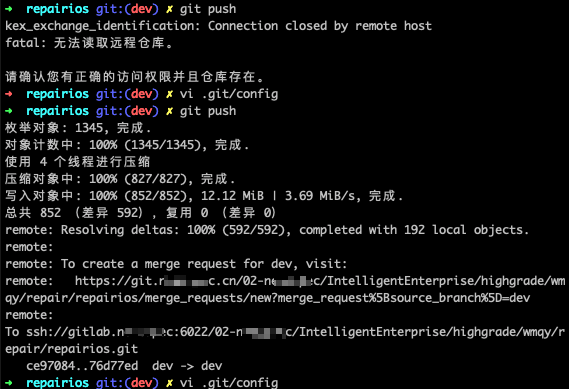 ➜ repairios git:(dev) ✗ git push
kex_exchange_identification: Connection closed by remote host
fatal: 无法读取远程仓库。
请确认您有正确的访问权限并且仓库存在。
➜ repairios git:(dev) ✗ vi .git/config
➜ repairios git:(dev) ✗ git push
枚举对象: 1345, 完成.
对象计数中: 100% (1345/1345), 完成.
使用 4 个线程进行压缩
压缩对象中: 100% (827/827), 完成.
写入对象中: 100% (852/852), 12.12 MiB | 3.69 MiB/s, 完成.
总共 852 （差异 592），复用 0 （差异 0）
remote: Resolving deltas: 100% (592/592), completed with 192 local objects.
remote:
remote: To create a merge request for dev, visit:
remote:   https://git. c.cn/02-ne c/IntelligentEnterprise/highgrade/wm
qy/repair/repairios/merge_requests/new?merge_request%5Bsource_branch%5D=dev
remote:
To ssh://gitlab.n c:6022/02-n c/IntelligentEnterprise/highgrade/wmqy/r
epair/repairios.git
   ce97084..76d77ed  dev -> dev
➜ repairios git:(dev) ✗ vi .git/config